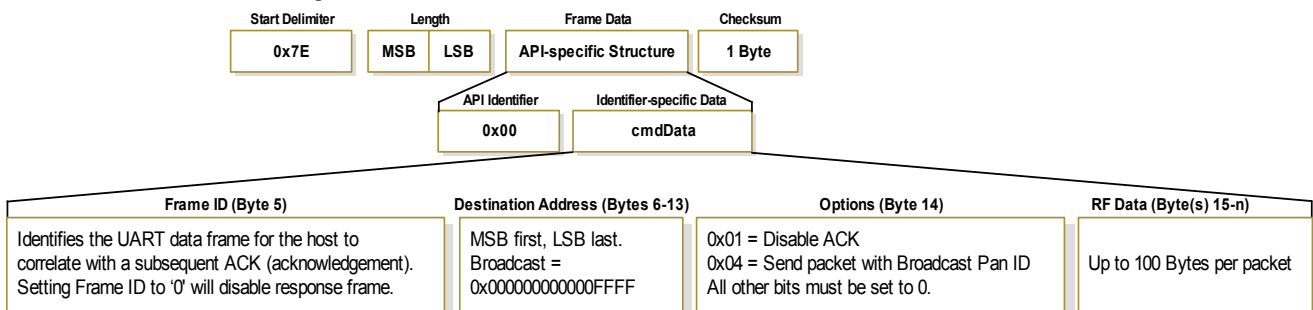 Start Delimiter Length Frame Data Checksum
0x7E MSB LSB API-specific Structure 1 Byte
API Identifier Identifier-specific Data
0x00 cmdData
Frame ID (Byte 5)
Identifies the UART data frame for the host to
correlate with a subsequent ACK (acknowledgement).
Setting Frame ID to ‘0’ will disable response frame.
Destination Address (Bytes 6-13)
MSB first, LSB last.
Broadcast =
0x000000000000FFFF
Options (Byte 14)
0x01 = Disable ACK
0x04 = Send packet with Broadcast Pan ID
All other bits must be set to 0.
RF Data (Byte(s) 15-n)
Up to 100 Bytes per packet